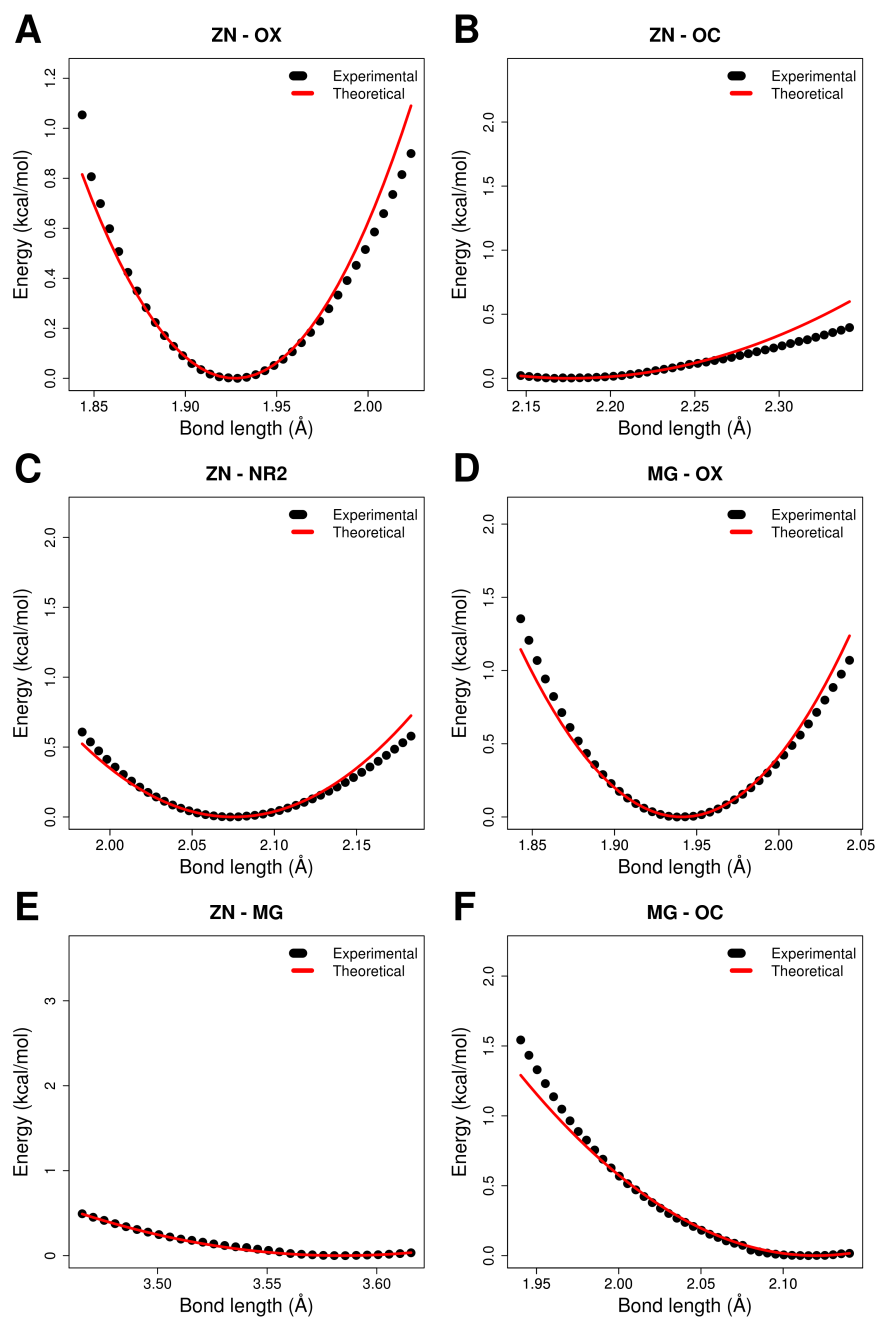 A
ZN - OX
Experimental
Theoretical
Energy (kcal/mol)
0.0 0.2 0.4 0.6 0.8 1.0 1.2
1.85 1.90 1.95 2.00
Bond length (Å)
B
ZN - OC
Experimental
Theoretical
Energy (kcal/mol)
0.0 0.5 1.0 1.5 2.0
2.15 2.20 2.25 2.30
Bond length (Å)
C
ZN - NR2
Experimental
Theoretical
Energy (kcal/mol)
0.0 0.5 1.0 1.5 2.0
2.00 2.05 2.10 2.15
Bond length (Å)
D
MG - OX
Experimental
Theoretical
Energy (kcal/mol)
0.0 0.5 1.0 1.5 2.0
1.85 1.90 1.95 2.00 2.05
Bond length (Å)
E
ZN - MG
Experimental
Theoretical
Energy (kcal/mol)
0 1 2 3
3.50 3.55 3.60
Bond length (Å)
F
MG - OC
Experimental
Theoretical
Energy (kcal/mol)
0.0 0.5 1.0 1.5 2.0
1.95 2.00 2.05 2.10
Bond length (Å)